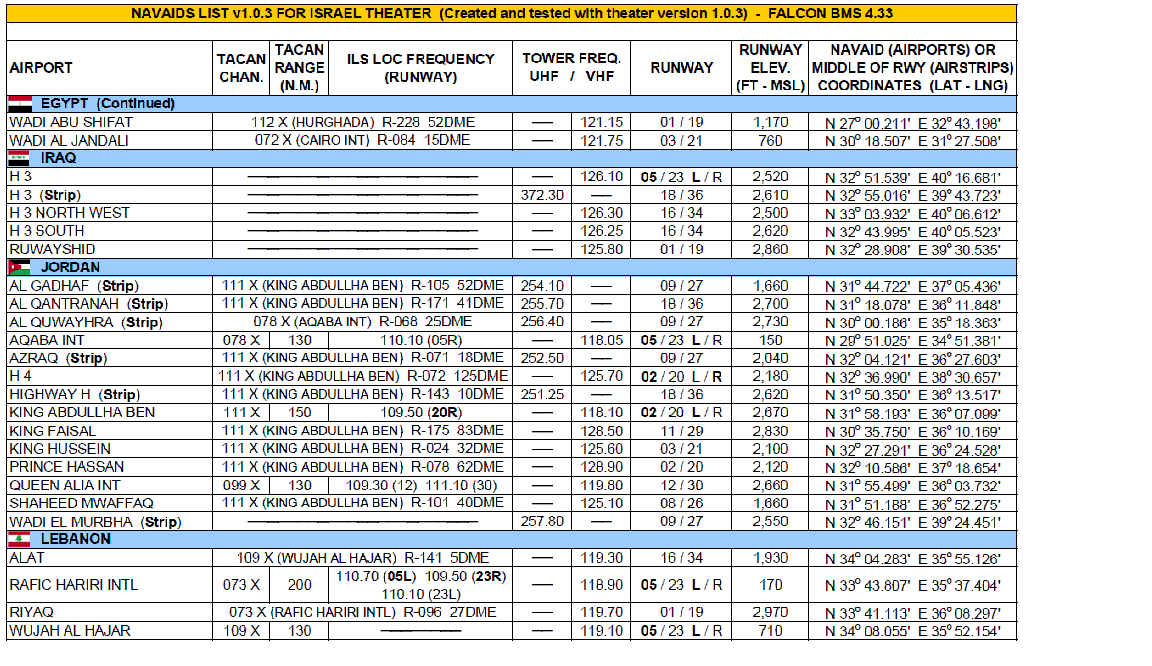 NAVAIDS LIST v1.0.3 FOR ISRAEL THEATER (Created and tested with theater version 1.0.3) - FALCON BMS 4.33
AIRPORT TACAN CHAN. TACAN RANGE (N.M.) ILS LOC FREQUENCY (RUNWAY) TOWER FREQ. UHF / VHF RUNWAY RUNWAY ELEV. (FT - MSL) NAVAID (AIRPORTS) OR MIDDLE OF RWY (AIRSTRIPS) COORDINATES (LAT - LNG)
EGYPT (Continued)
WADI ABU SHIFAT 112 X (HURGHADA) R-228 52DME — 121.15 01 / 19 1,170 N 27° 00.211' E 32° 43.198'
WADI AL JANDALI 072 X (CAIRO INT) R-084 15DME — 121.75 03 / 21 760 N 30° 18.507' E 31° 27.508'
IRAQ
H 3 — — 126.10 05 / 23 L / R 2,520 N 32° 51.539' E 40° 16.681'
H 3 (Strip) — 372.30 — 18 / 36 2,610 N 32° 55.016' E 39° 43.723'
H 3 NORTH WEST — — 126.30 16 / 34 2,500 N 33° 03.932' E 40° 06.612'
H 3 SOUTH — — 126.25 16 / 34 2,620 N 32° 43.995' E 40° 05.523'
RUWAYSHID — — 125.80 01 / 19 2,860 N 32° 28.908' E 39° 30.535'
JORDAN
AL GADHAF (Strip) 111 X (KING ABDULLHA BEN) R-105 52DME 254.10 — 09 / 27 1,660 N 31° 44.722' E 37° 05.436'
AL QANTRANAH (Strip) 111 X (KING ABDULLHA BEN) R-171 41DME 255.70 — 18 / 36 2,700 N 31° 18.078' E 36° 11.848'
AL QUWAYHRA (Strip) 078 X (AQABA INT) R-068 25DME 256.40 — 09 / 27 2,730 N 30° 00.186' E 35° 18.363'
AQABA INT 078 X 130 110.10 (05R) — 118.05 05 / 23 L / R 150 N 29° 51.025' E 34° 51.381'
AZRAQ (Strip) 111 X (KING ABDULLHA BEN) R-071 18DME 252.50 — 09 / 27 2,040 N 32° 04.121' E 36° 27.603'
H 4 111 X (KING ABDULLHA BEN) R-072 125DME — 125.70 02 / 20 L / R 2,180 N 32° 36.990' E 38° 30.657'
HIGHWAY H (Strip) 111 X (KING ABDULLHA BEN) R-143 10DME 251.25 — 18 / 36 2,620 N 31° 50.350' E 36° 13.517'
KING ABDULLHA BEN 111 X 150 109.50 (20R) — 118.10 02 / 20 L / R 2,670 N 31° 58.193' E 36° 07.099'
KING FAISAL 111 X (KING ABDULLHA BEN) R-175 83DME — 128.50 11 / 29 2,830 N 30° 35.750' E 36° 10.169'
KING HUSSEIN 111 X (KING ABDULLHA BEN) R-024 32DME — 125.60 03 / 21 2,100 N 32° 27.291' E 36° 24.528'
PRINCE HASSAN 111 X (KING ABDULLHA BEN) R-078 62DME — 128.90 02 / 20 2,120 N 32° 10.586' E 37° 18.654'
QUEEN ALIA INT 099 X 130 109.30 (12) 111.10 (30) — 119.80 12 / 30 2,660 N 31° 55.499' E 36° 03.732'
SHAHEED MWAFFAQ 111 X (KING ABDULLHA BEN) R-101 40DME — 125.10 08 / 26 1,660 N 31° 51.188' E 36° 52.275'
WADI EL MURBHA (Strip) — 257.80 — 09 / 27 2,550 N 32° 46.151' E 39° 24.451'
LEBANON
ALAT 109 X (WUJAH AL HAJAR) R-141 5DME — 119.30 16 / 34 1,930 N 34° 04.283' E 35° 55.126'
RAFIC HARIRI INTL 073 X 200 110.70 (05L) 109.50 (23R) 110.10 (23L) — 118.90 05 / 23 L / R 170 N 33° 43.807' E 35° 37.404'
RIYAQ 073 X (RAFIC HARIRI INTL) R-096 27DME — 119.70 01 / 19 2,970 N 33° 41.113' E 36° 08.297'
WUJAH AL HAJAR 109 X 130 — — 119.10 05 / 23 L / R 710 N 34° 08.055' E 35° 52.154'